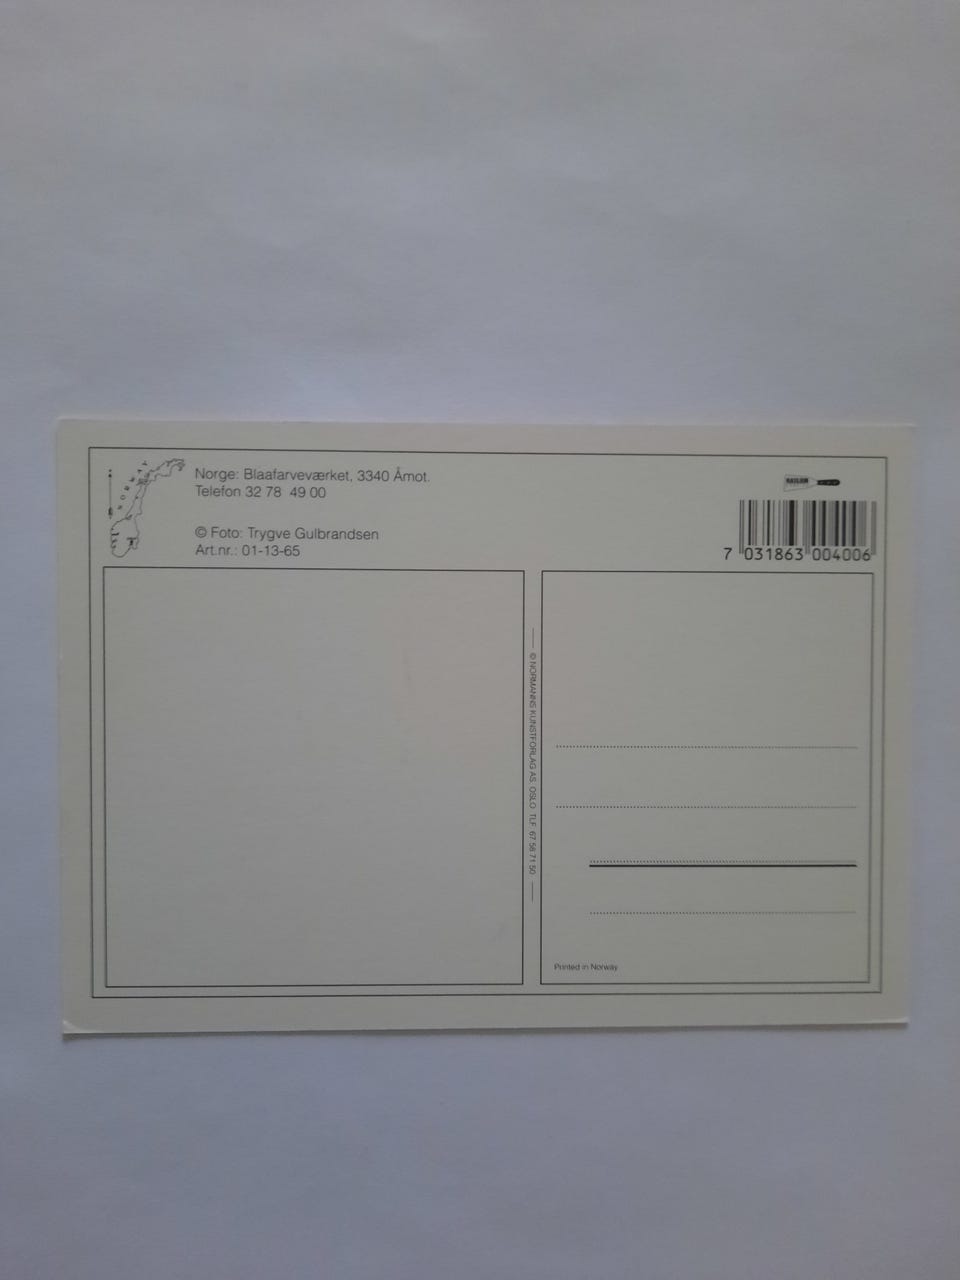 NORWAY
Norge: Blaafarveværket, 3340 Åmot.
Telefon 32 78 49 00
© Foto: Trygve Gulbrandsen
Art.nr.: 01-13-65
7 031863 004006
© NORMANNS KUNSTFORLAG AS. OSLO TLF. 67 56 71 50
Printed in Norway